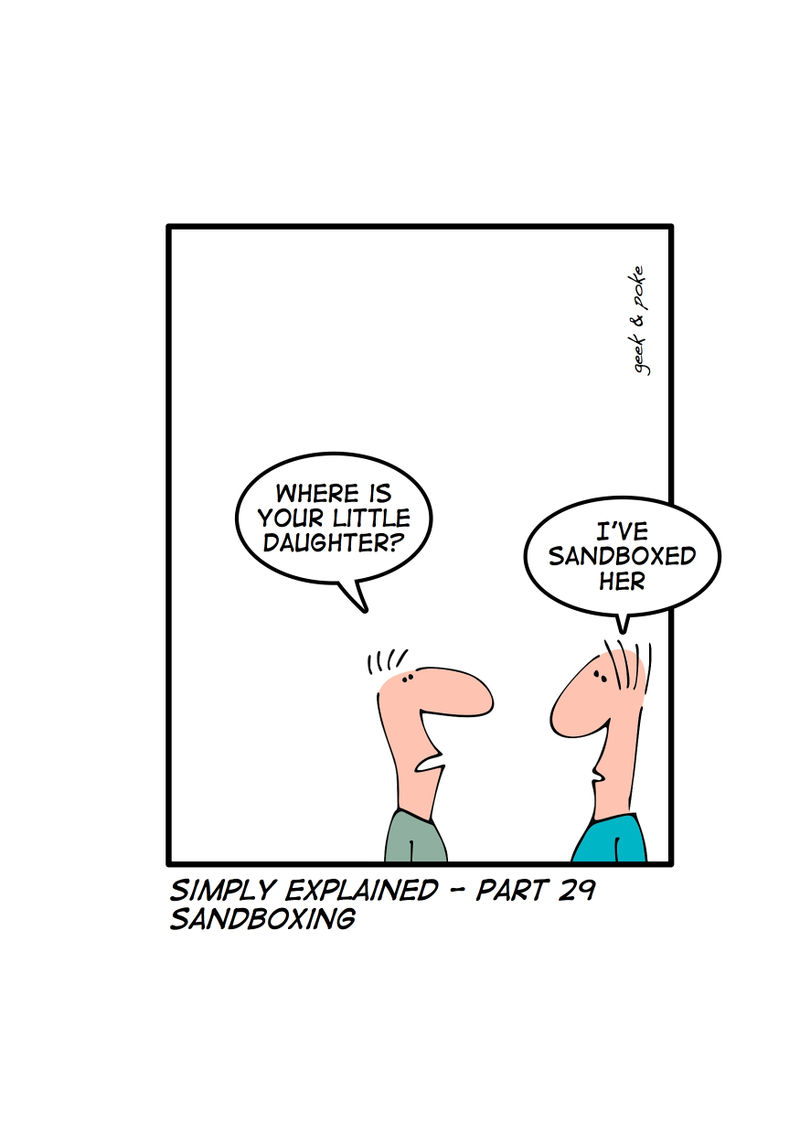 geek & poke
WHERE IS
YOUR LITTLE
DAUGHTER?
I'VE
SANDBOXED
HER
SIMPLY EXPLAINED - PART 29
SANDBOXING